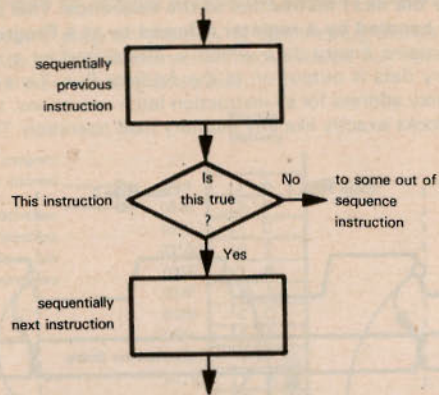 sequentially
previous
instruction
This instruction
Is
this true
?
No
to some out of
sequence
instruction
Yes
sequentially
next instruction